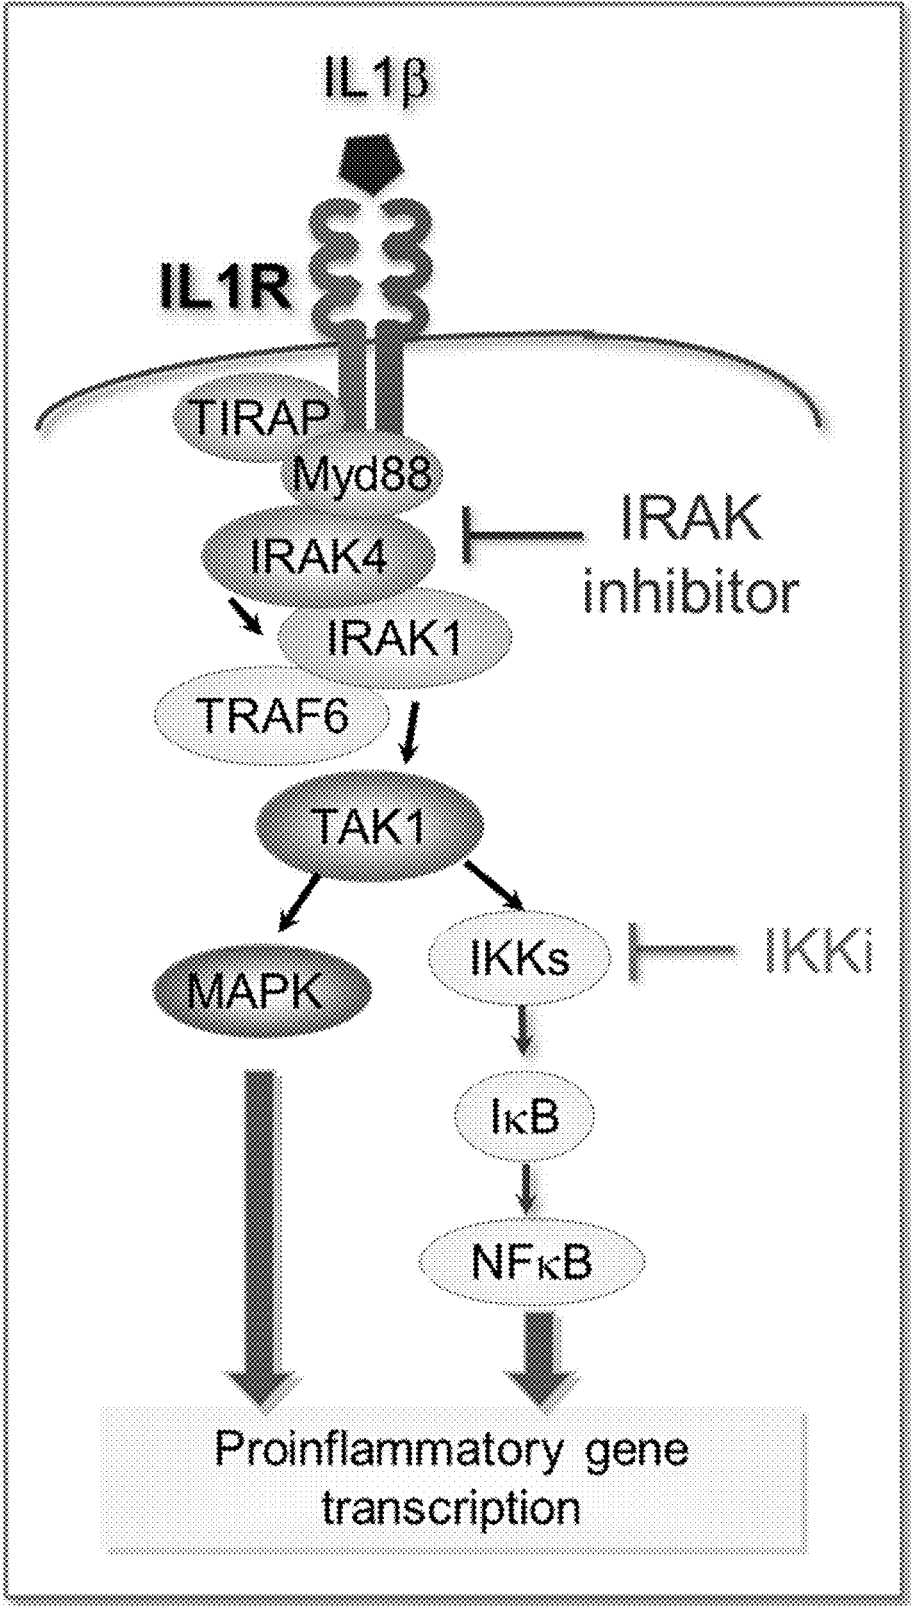 IL1β
IL1R
TIRAP
Myd88
IRAK4
IRAK
inhibitor
IRAK1
TRAF6
TAK1
IKKs
IKKi
MAPK
IκB
NFκB
Proinflammatory gene
transcription